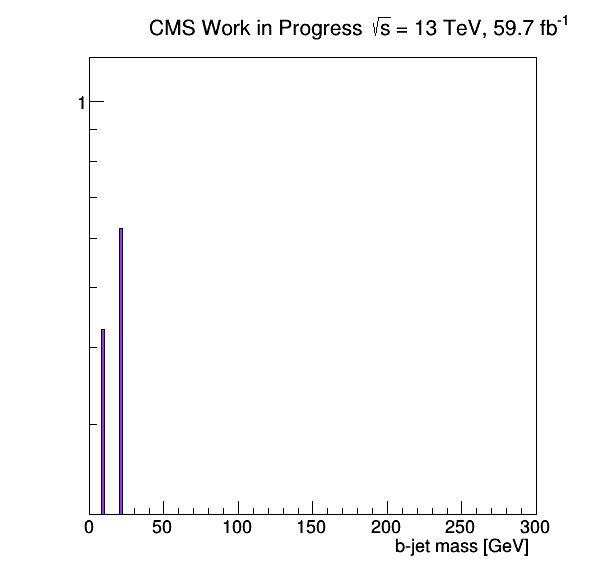 CMS Work in Progress √s = 13 TeV, 59.7 fb⁻¹
1
0 50 100 150 200 250 300
b-jet mass [GeV]